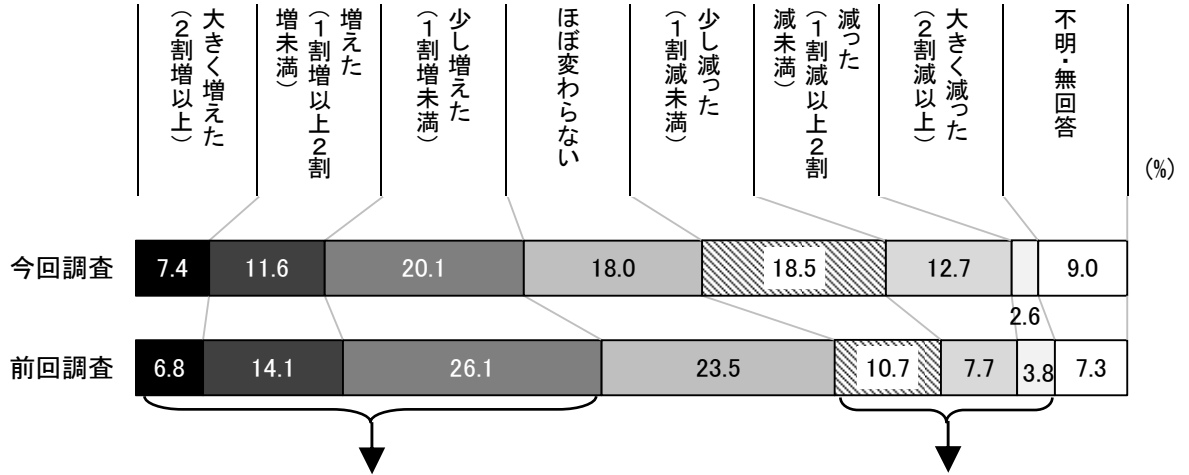 大きく増えた
（２割増以上）
増えた
（１割増以上２割
増未満）
少し増えた
（１割増未満）
ほぼ変わらない
少し減った
（１割減未満）
減った
（１割減以上２割
減未満）
大きく減った
（２割減以上）
不明・無回答
(%)
今回調査 7.4 11.6 20.1 18.0 18.5 12.7 2.6 9.0
前回調査 6.8 14.1 26.1 23.5 10.7 7.7 3.8 7.3